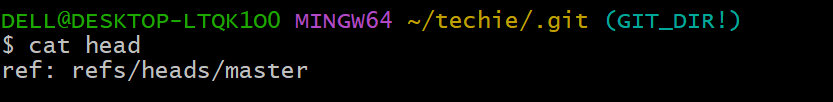 DELL@DESKTOP-LTQK1O0 MINGW64 ~/techie/.git (GIT_DIR!)
$ cat head
ref: refs/heads/master